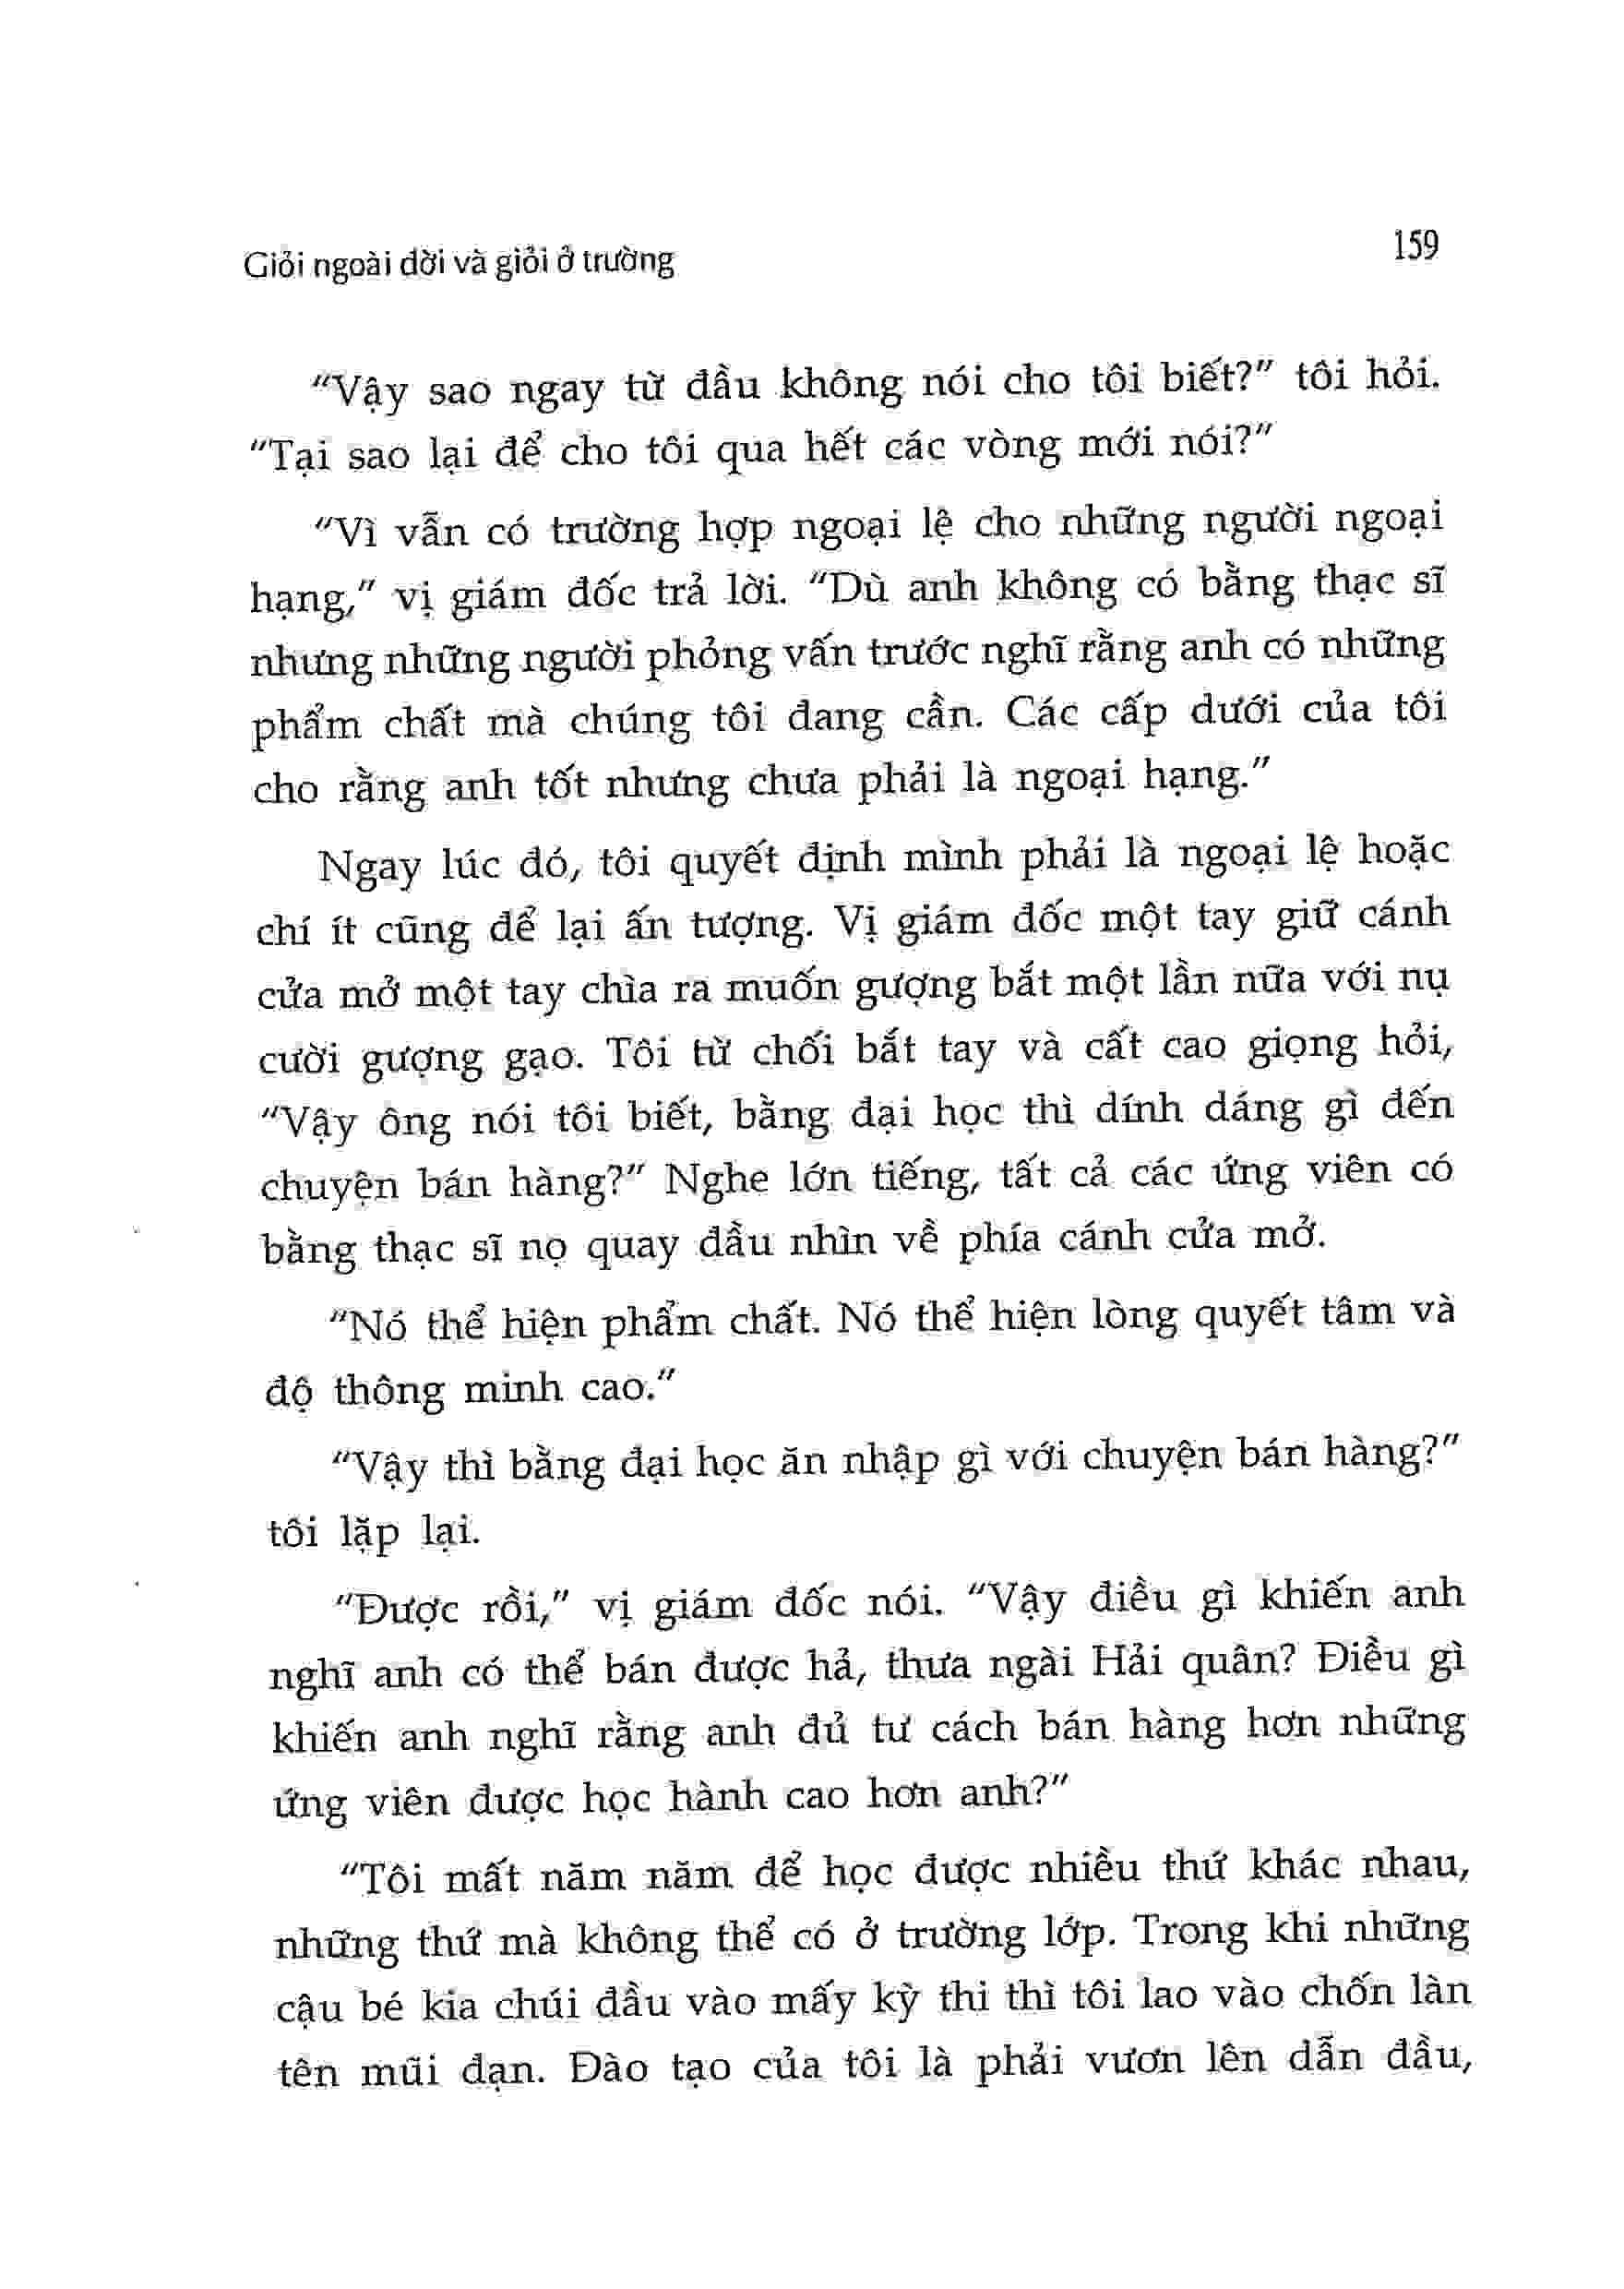 Giỏi ngoài đời và giỏi ở trường
159
“Vậy sao ngay từ đầu không nói cho tôi biết?” tôi hỏi.
“Tại sao lại để cho tôi qua hết các vòng mới nói?”
“Vì vẫn có trường hợp ngoại lệ cho những người ngoại
hạng,” vị giám đốc trả lời. “Dù anh không có bằng thạc sĩ
nhưng những người phỏng vấn trước nghĩ rằng anh có những
phẩm chất mà chúng tôi đang cần. Các cấp dưới của tôi
cho rằng anh tốt nhưng chưa phải là ngoại hạng.”
Ngay lúc đó, tôi quyết định mình phải là ngoại lệ hoặc
chí ít cũng để lại ấn tượng. Vị giám đốc một tay giữ cánh
cửa mở một tay chìa ra muốn gượng bắt một lần nữa với nụ
cười gượng gạo. Tôi từ chối bắt tay và cất cao giọng hỏi,
“Vậy ông nói tôi biết, bằng đại học thì dính dáng gì đến
chuyện bán hàng?” Nghe lớn tiếng, tất cả các ứng viên có
bằng thạc sĩ nọ quay đầu nhìn về phía cánh cửa mở.
“Nó thể hiện phẩm chất. Nó thể hiện lòng quyết tâm và
độ thông minh cao.”
“Vậy thì bằng đại học ăn nhập gì với chuyện bán hàng?”
tôi lặp lại.
“Được rồi,” vị giám đốc nói. “Vậy điều gì khiến anh
nghĩ anh có thể bán được hả, thưa ngài Hải quân? Điều gì
khiến anh nghĩ rằng anh đủ tư cách bán hàng hơn những
ứng viên được học hành cao hơn anh?”
“Tôi mất năm năm để học được nhiều thứ khác nhau,
những thứ mà không thể có ở trường lớp. Trong khi những
cậu bé kia chúi đầu vào mấy kỳ thi thì tôi lao vào chốn làn
tên mũi đạn. Đào tạo của tôi là phải vươn lên dẫn đầu,